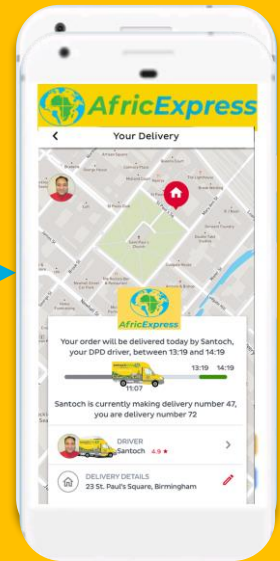 AfricExpress
Your Delivery
AfricExpress
Your order will be delivered today by Santoch,
your DPD driver, between 13:19 and 14:19
13:19 14:19
11:07
Santoch is currently making delivery number 47,
you are delivery number 72
DRIVER
Santoch 4.9 ★
DELIVERY DETAILS
23 St. Paul's Square, Birmingham